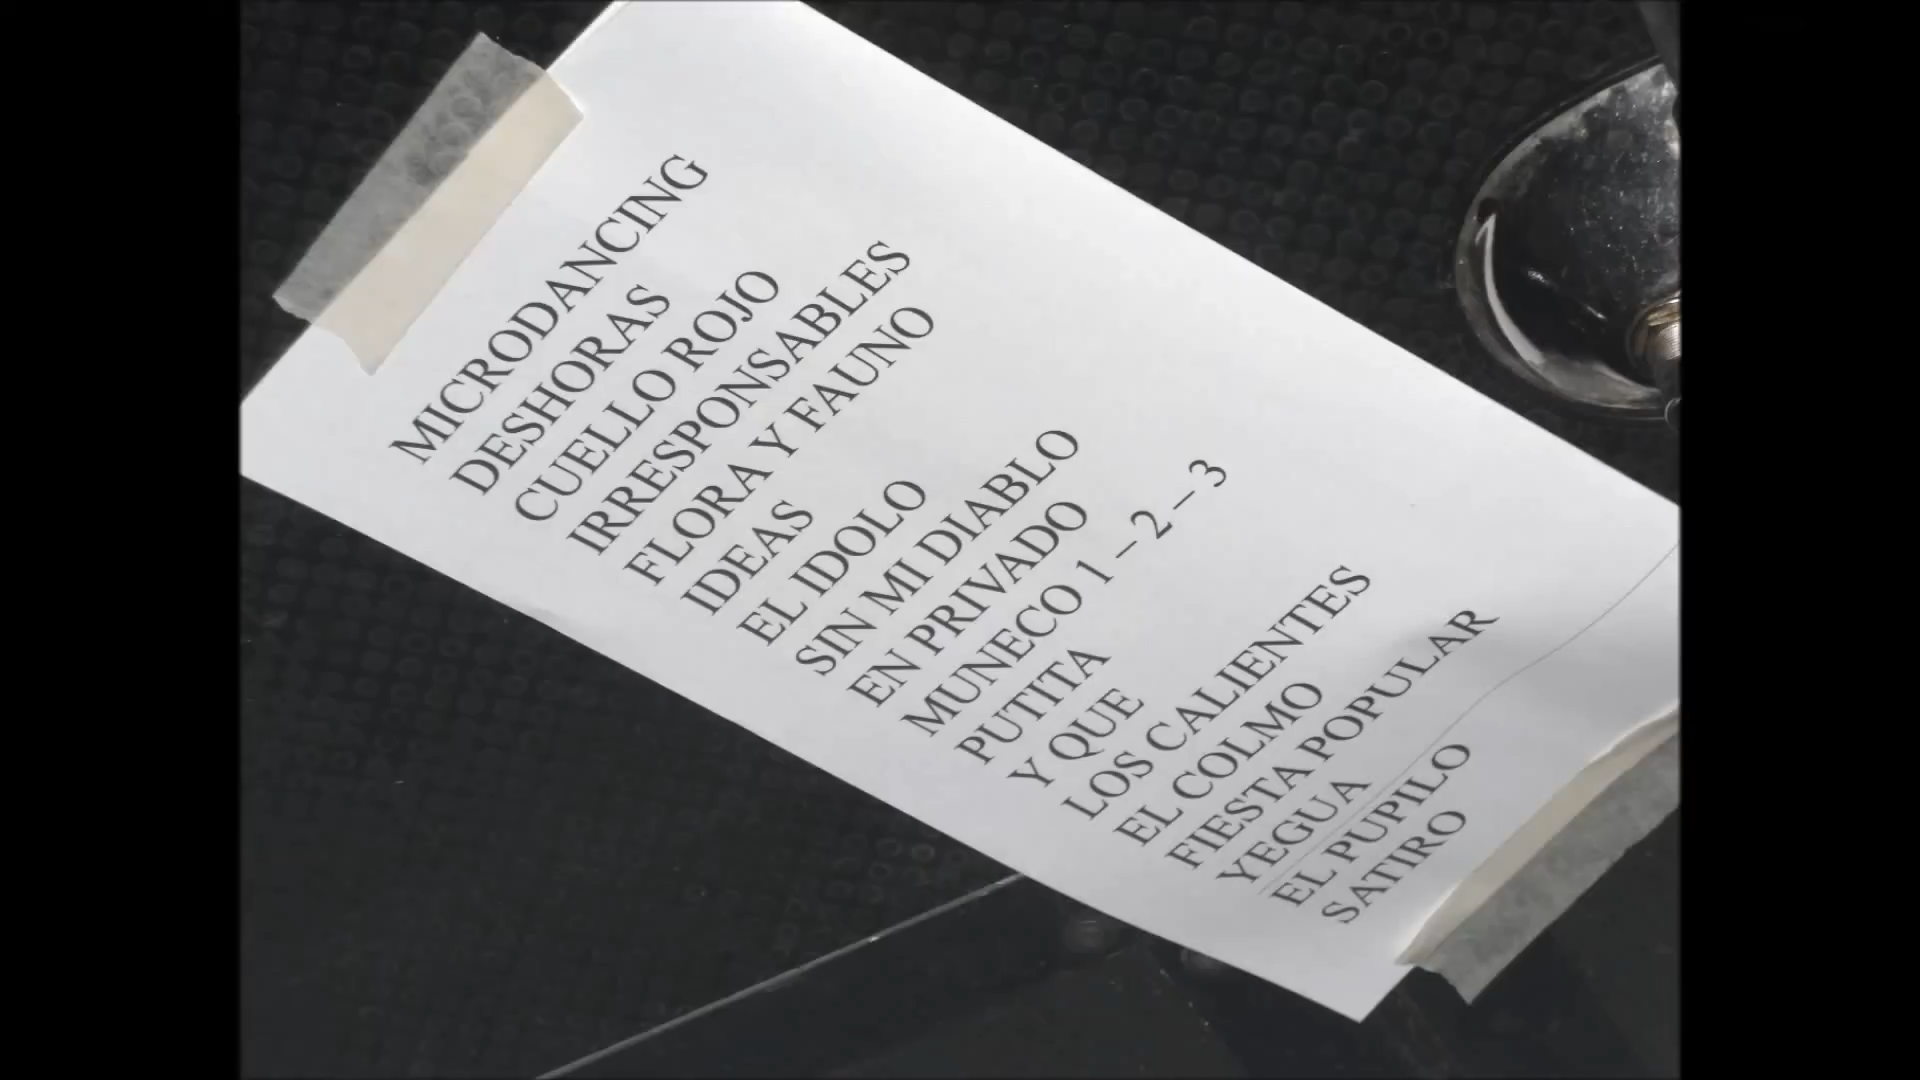 MICRODANCING
DESHORAS
CUELLO ROJO
IRRESPONSABLES
FLORA Y FAUNO
IDEAS
EL IDOLO
SIN MI DIABLO
EN PRIVADO
MUNECO 1 – 2 – 3
PUTITA
Y QUE
LOS CALIENTES
EL COLMO
FIESTA POPULAR
YEGUA
EL PUPILO
SATIRO